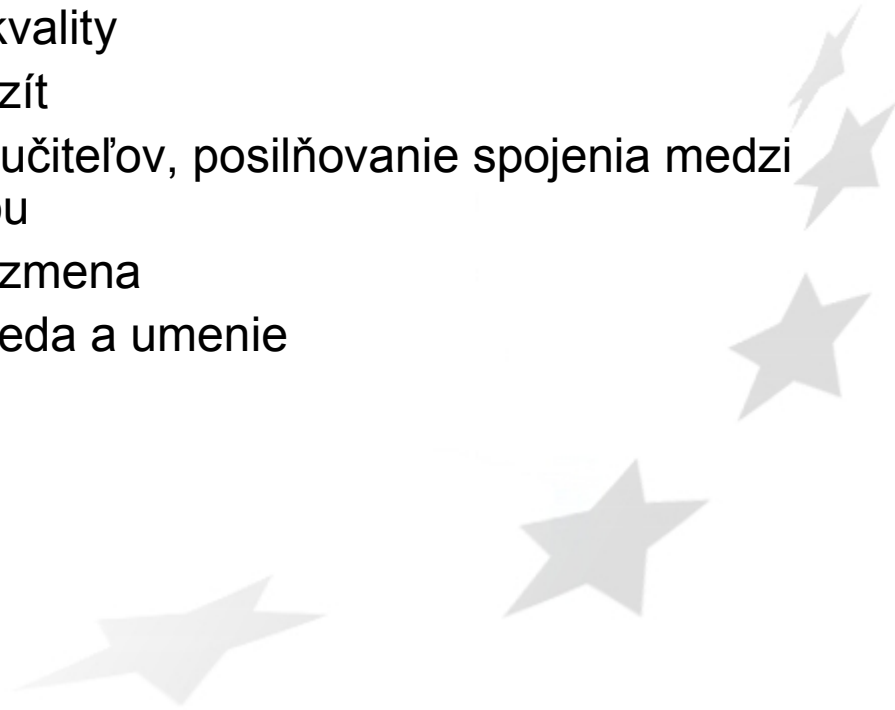 kvality
zít
učiteľov, posilňovanie spojenia medzi
ou
zmena
eda a umenie